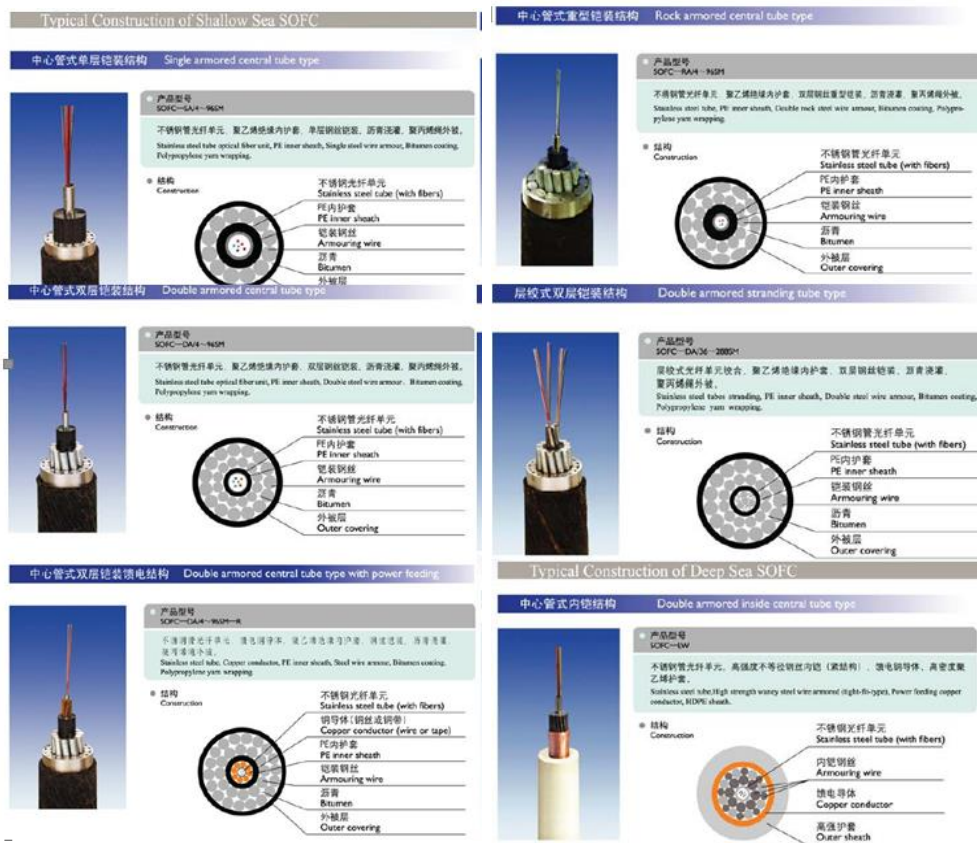 Typical Construction of Shallow Sea SOFC
中心管式单层铠装结构 Single armored central tube type
产品型号
SOFC—SA/4~96SM
不锈钢管光纤单元、聚乙烯绝缘内护套、单层钢丝铠装、沥青浇灌、聚丙烯绳外被。
Stainless steel tube optical fiber unit, PE inner sheath, Single steel wire armour, Bitumen coating,
Polypropylene yarn wrapping.
结构
Construction
不锈钢光纤单元
Stainless steel tube (with fibers)
PE内护套
PE inner sheath
铠装钢丝
Armouring wire
沥青
Bitumen
外被层
中心管式双层铠装结构 Double armored central tube type
产品型号
SOFC—DA/4~96SM
不锈钢管光纤单元、聚乙烯绝缘内护套、双层钢丝铠装、沥青浇灌、聚丙烯绳外被。
Stainless steel tube optical fiber unit, PE inner sheath, Double steel wire armour, Bitumen coating,
Polypropylene yarn wrapping.
结构
Construction
不锈钢管光纤单元
Stainless steel tube (with fibers)
PE内护套
PE inner sheath
铠装钢丝
Armouring wire
沥青
Bitumen
外被层
Outer covering
中心管式双层铠装馈电结构 Double armored central tube type with power feeding
产品型号
SOFC—DA/4~96SM—R
Stainless steel tube, Copper conductor, PE inner sheath, Steel wire armour, Bitumen coating,
Polypropylene yarn wrapping
结构
Construction
不锈钢光纤单元
Stainless steel tube (with fibers)
铜导体(铜丝或铜带)
Copper conductor (wire or tape)
PE内护套
PE inner sheath
铠装钢丝
Armouring wire
沥青
Bitumen
外被层
Outer covering
中心管式重型铠装结构 Rock armored central tube type
产品型号
SOFC—RA/4~96SM
不锈钢管光纤单元、聚乙烯绝缘内护套、双层钢丝重型铠装、沥青浇灌、聚丙烯绳外被。
Stainless steel tube, PE inner sheath, Double rock steel wire armour, Bitumen coating, Polypro-
pylene yarn wrapping.
结构
Construction
不锈钢管光纤单元
Stainless steel tube (with fibers)
PE内护套
PE inner sheath
铠装钢丝
Armouring wire
沥青
Bitumen
外被层
Outer covering
层绞式双层铠装结构 Double armored stranding tube type
产品型号
SOFC—DA/36~288SM
层绞式光纤单元绞合、聚乙烯绝缘内护套、双层钢丝铠装、沥青浇灌、
聚丙烯绳外被。
Stainless steel tubes stranding, PE inner sheath, Double steel wire armour, Bitumen coating,
Polypropylene yarn wrapping.
结构
Construction
不锈钢管光纤单元
Stainless steel tube (with fibers)
PE内护套
PE inner sheath
铠装钢丝
Armouring wire
沥青
Bitumen
外被层
Outer covering
Typical Construction of Deep Sea SOFC
中心管式内铠结构 Double armored inside central tube type
产品型号
SOFC—LW
不锈钢管光纤单元、高强度不等径钢丝内铠（紧结构）、馈电铜导体、高密度聚
乙烯护套。
Stainless steel tube,High strength waney steel wire armored (tight-fit-type), Power feeding copper
conductor, HDPE sheath.
结构
Construction
不锈钢光纤单元
Stainless steel tube (with fibers)
内铠钢丝
Armouring wire
馈电导体
Copper conductor
高强护套
Outer sheath